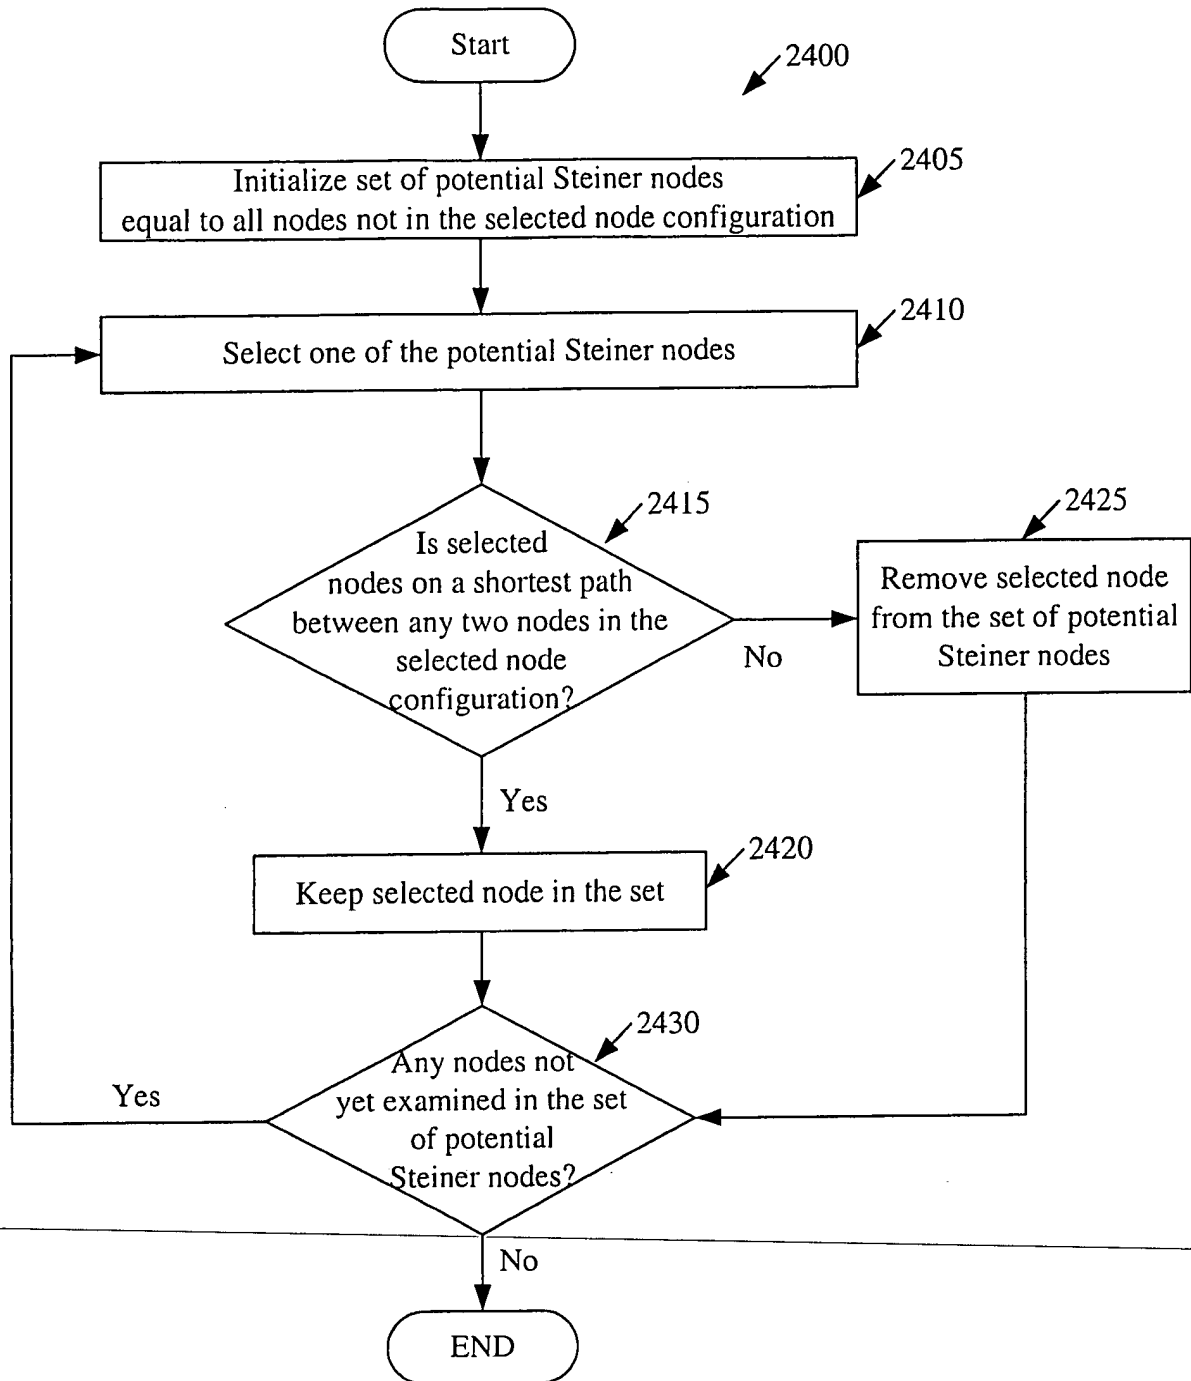 Start
2400
2405
Initialize set of potential Steiner nodes
equal to all nodes not in the selected node configuration
2410
Select one of the potential Steiner nodes
2415
Is selected
nodes on a shortest path
between any two nodes in the
selected node
configuration?
No
2425
Remove selected node
from the set of potential
Steiner nodes
Yes
2420
Keep selected node in the set
2430
Any nodes not
yet examined in the set
of potential
Steiner nodes?
Yes
No
END